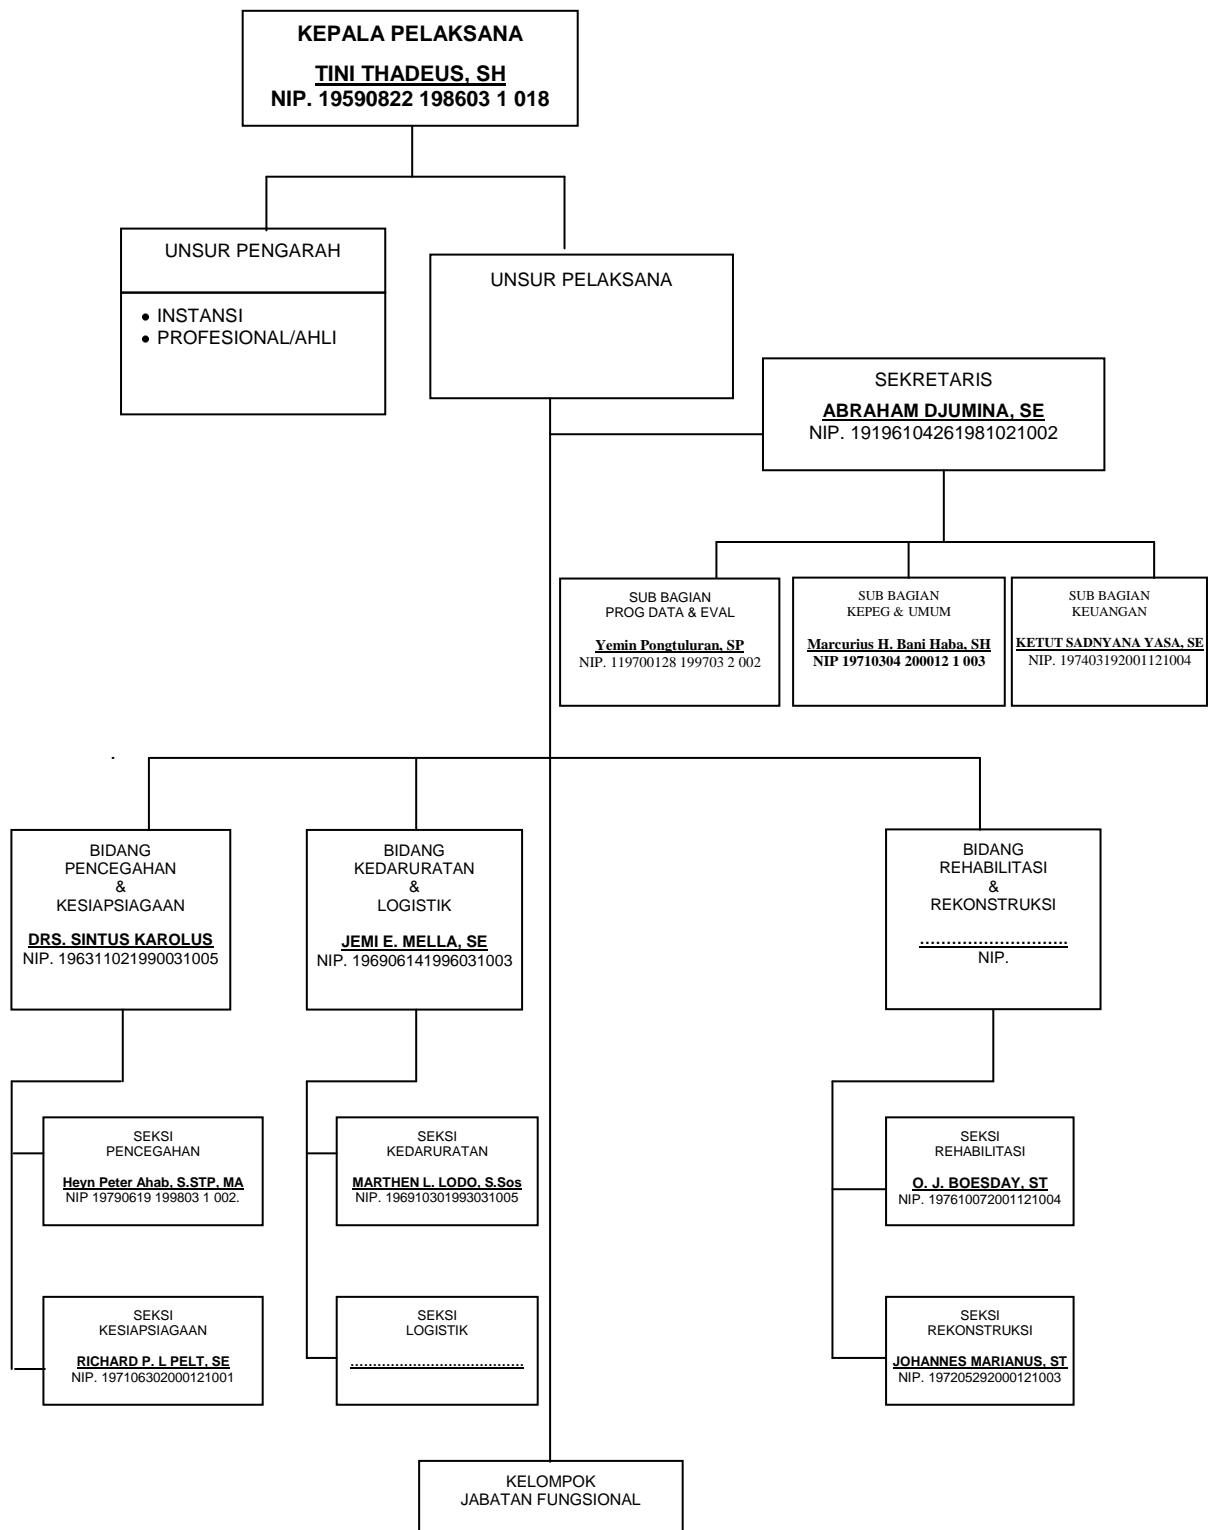 KEPALA PELAKSANA
TINI THADEUS, SH
NIP. 19590822 198603 1 018
UNSUR PENGARAH
• INSTANSI
• PROFESIONAL/AHLI
UNSUR PELAKSANA
SEKRETARIS
ABRAHAM DJUMINA, SE
NIP. 19196104261981021002
SUB BAGIAN
PROG DATA & EVAL
Yemin Pongtuluran, SP
NIP. 119700128 199703 2 002
SUB BAGIAN
KEPEG & UMUM
Marcurius H. Bani Haba, SH
NIP 19710304 200012 1 003
SUB BAGIAN
KEUANGAN
KETUT SADNYANA YASA, SE
NIP. 197403192001121004
.
BIDANG
PENCEGAHAN
&
KESIAPSIAGAAN
DRS. SINTUS KAROLUS
NIP. 196311021990031005
BIDANG
KEDARURATAN
&
LOGISTIK
JEMI E. MELLA, SE
NIP. 196906141996031003
BIDANG
REHABILITASI
&
REKONSTRUKSI
............................
NIP.
SEKSI
PENCEGAHAN
Heyn Peter Ahab, S.STP, MA
NIP 19790619 199803 1 002.
SEKSI
KEDARURATAN
MARTHEN L. LODO, S.Sos
NIP. 196910301993031005
SEKSI
REHABILITASI
O. J. BOESDAY, ST
NIP. 197610072001121004
SEKSI
KESIAPSIAGAAN
RICHARD P. L PELT, SE
NIP. 197106302000121001
SEKSI
LOGISTIK
.......................................
SEKSI
REKONSTRUKSI
JOHANNES MARIANUS, ST
NIP. 197205292000121003
KELOMPOK
JABATAN FUNGSIONAL